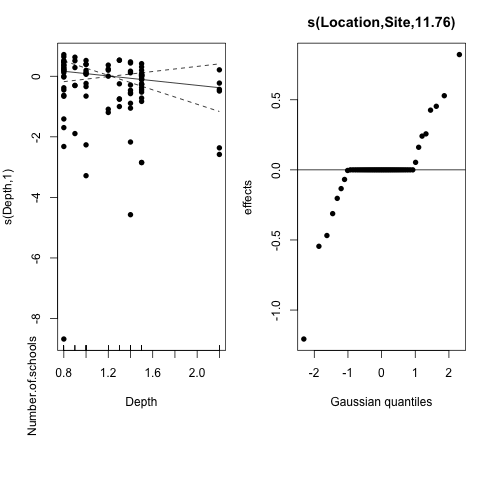 s(Location,Site,11.76)
s(Depth,1)
0
-2
-4
-6
-8
0.8 1.2 1.6 2.0
Depth
Number.of.schools
effects
0.5
0.0
-0.5
-1.0
-2 -1 0 1 2
Gaussian quantiles